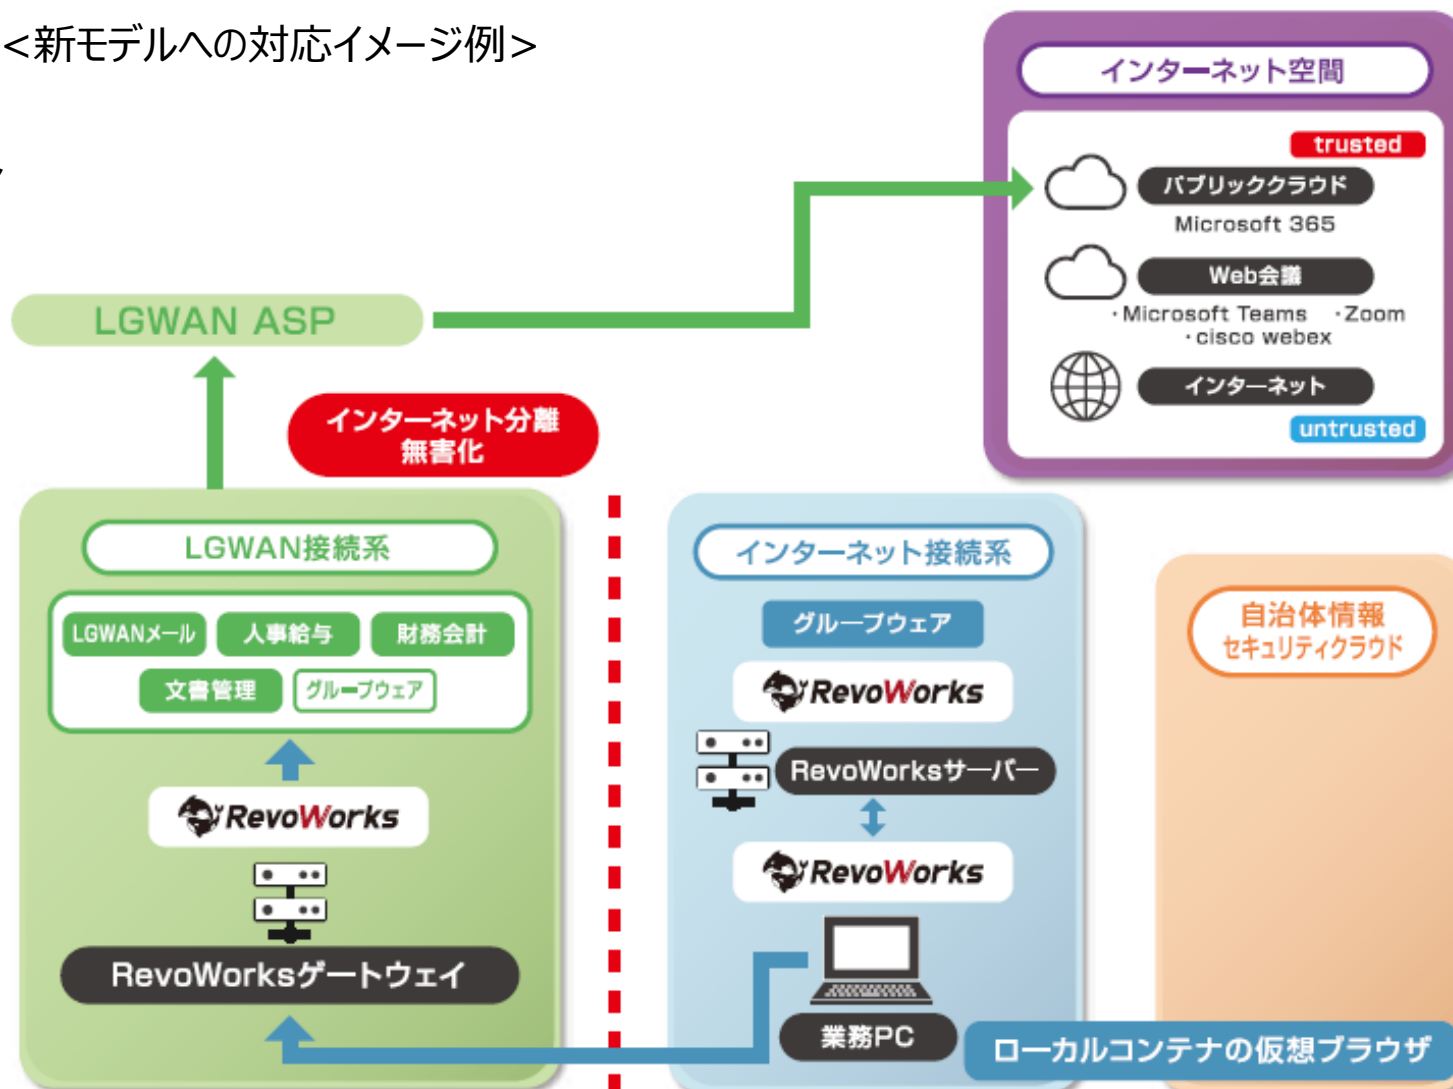 <新モデルへの対応イメージ例>
インターネット空間
trusted
パブリッククラウド
Microsoft 365
Web会議
・Microsoft Teams ・Zoom
・cisco webex
インターネット
untrusted
LGWAN ASP
インターネット分離
無害化
LGWAN接続系
LGWANメール 人事給与 財務会計
文書管理 グループウェア
RevoWorks
RevoWorksゲートウェイ
インターネット接続系
グループウェア
RevoWorks
RevoWorksサーバー
RevoWorks
業務PC
ローカルコンテナの仮想ブラウザ
自治体情報
セキュリティクラウド